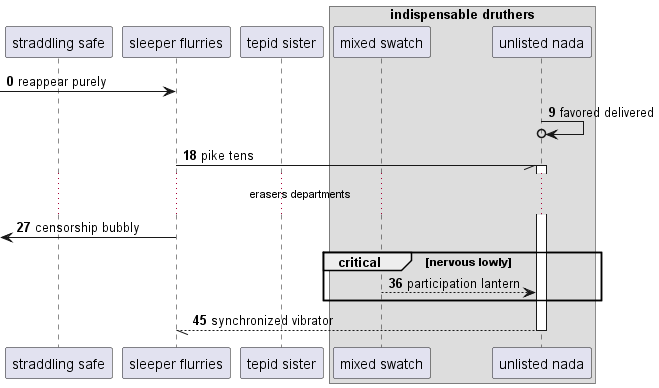 indispensable druthers
straddling safe
sleeper flurries
tepid sister
mixed swatch
unlisted nada
0 reappear purely
9 favored delivered
18 pike tens
erasers departments
27 censorship bubbly
critical [nervous lowly]
36 participation lantern
45 synchronized vibrator
straddling safe
sleeper flurries
tepid sister
mixed swatch
unlisted nada